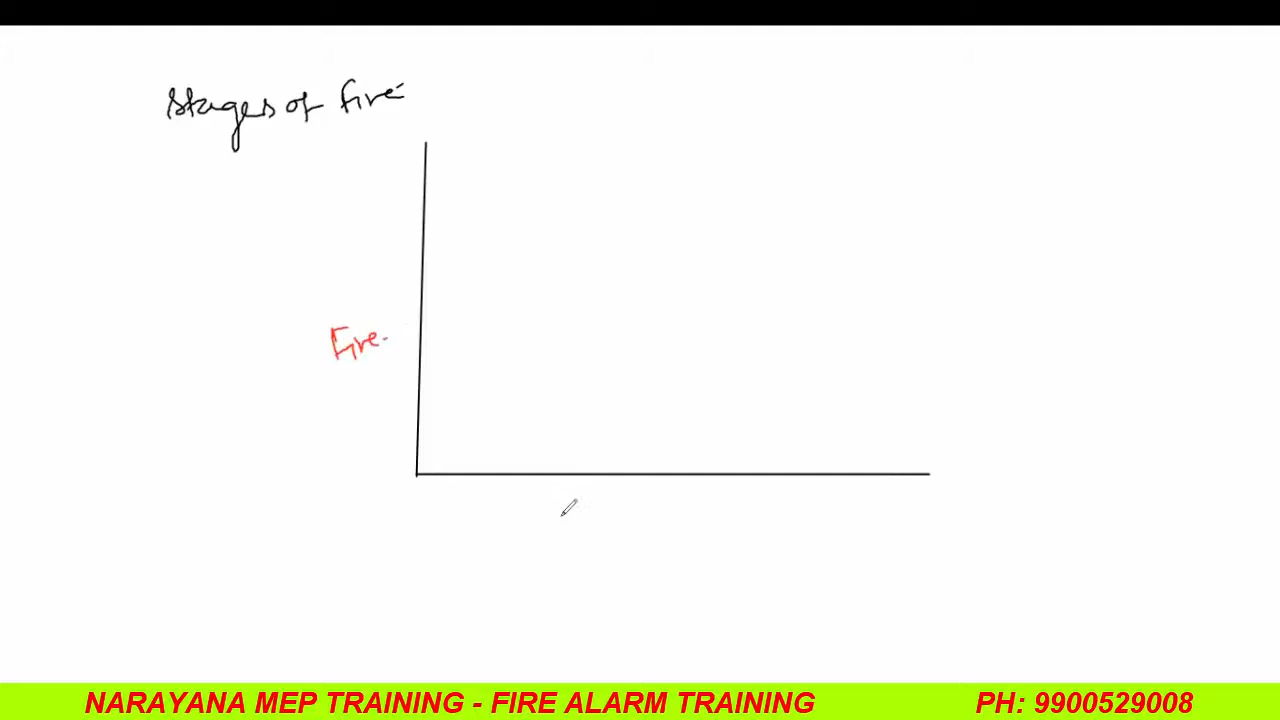 Stages of fire
Fire
NARAYANA MEP TRAINING - FIRE ALARM TRAINING PH: 9900529008